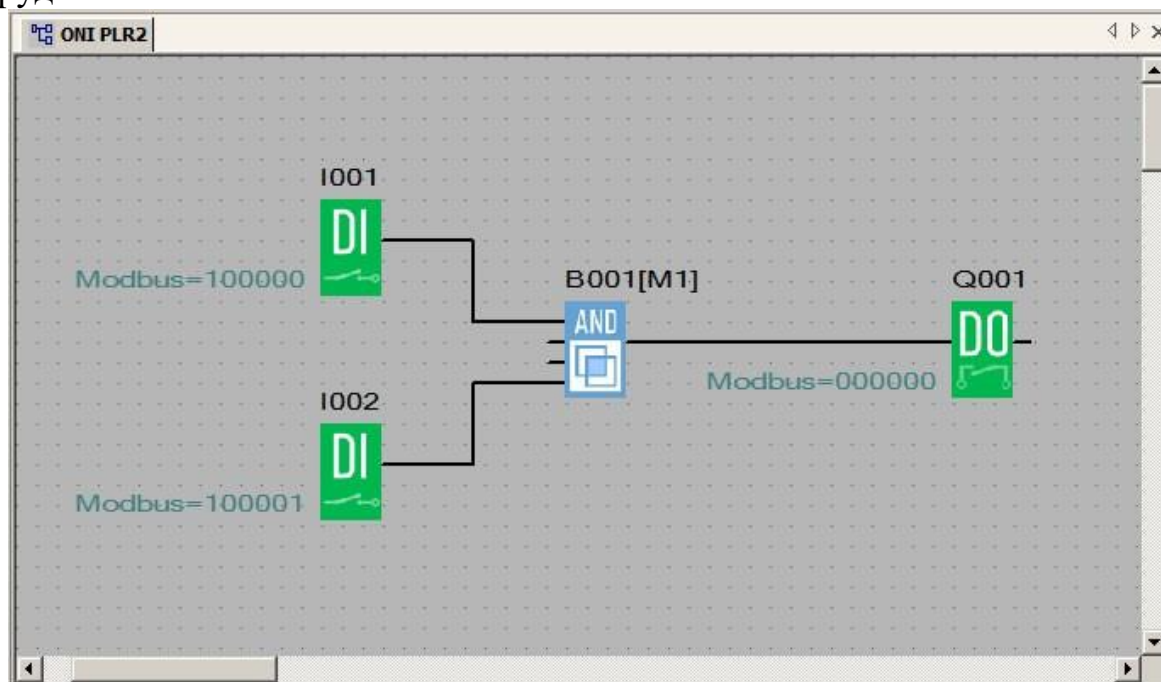 ONI PLR2
I001
DI
Modbus=100000
B001[M1]
Q001
AND
DO
Modbus=000000
I002
DI
Modbus=100001